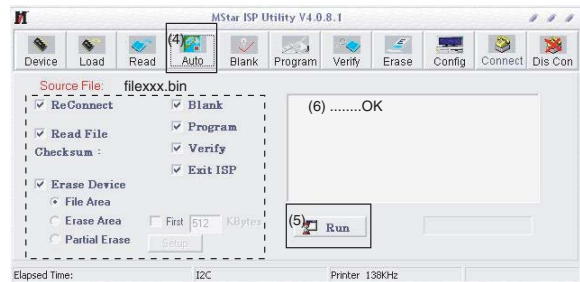 MStar ISP Utility V4.0.8.1
(4)
Device Load Read Auto Blank Program Verify Erase Config Connect Dis Con
Source File: filexxx.bin
ReConnect Blank
(6) ........OK
Read File Program
Checksum : Verify
Exit ISP
Erase Device
File Area
Erase Area First 512 KBytes
(5) Run
Partial Erase Setup
Elapsed Time: I2C Printer 138KHz